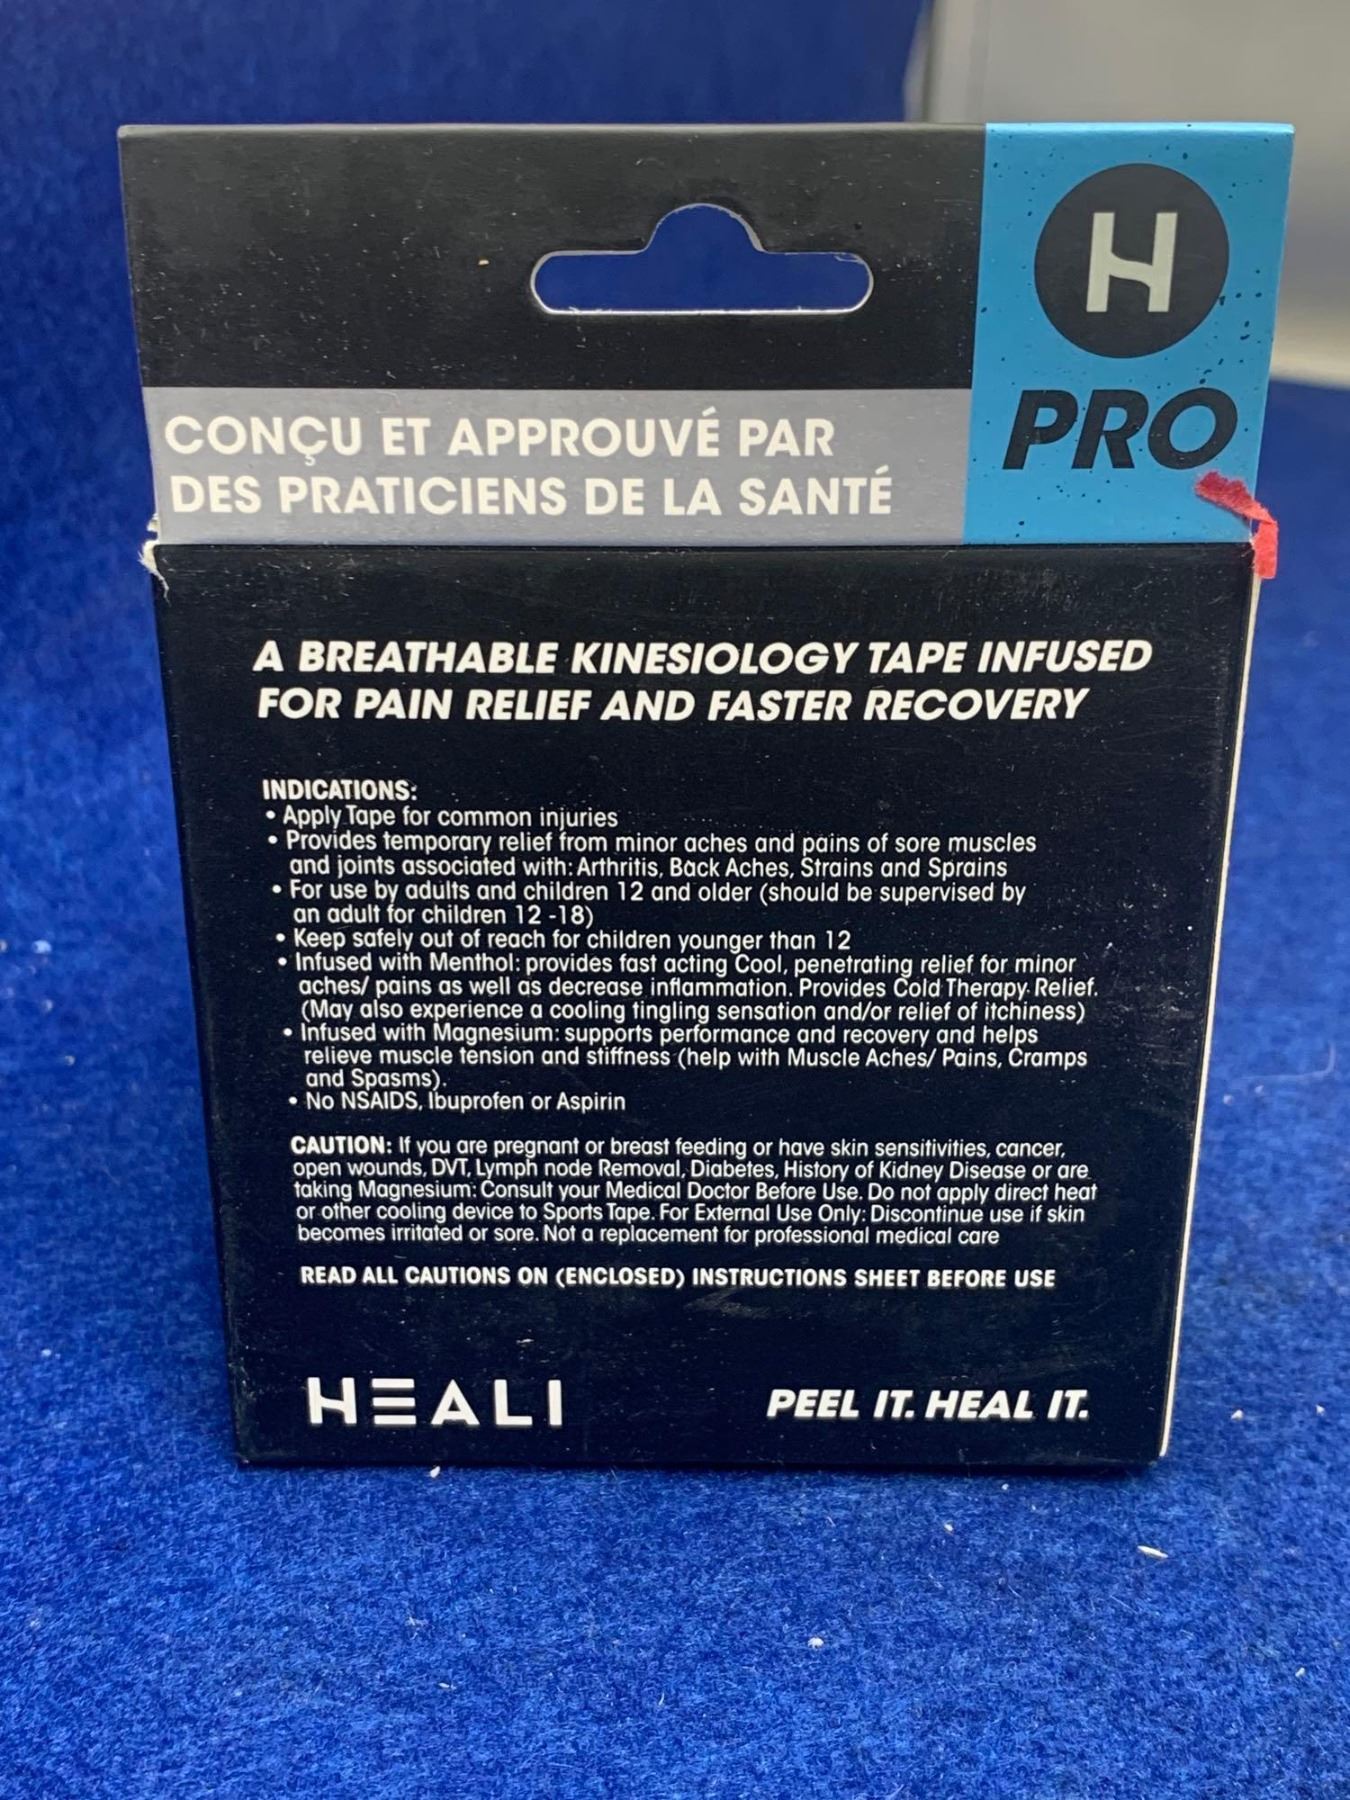 H
PRO
CONÇU ET APPROUVÉ PAR
DES PRATICIENS DE LA SANTÉ
A BREATHABLE KINESIOLOGY TAPE INFUSED
FOR PAIN RELIEF AND FASTER RECOVERY
INDICATIONS:
• Apply Tape for common injuries
• Provides temporary relief from minor aches and pains of sore muscles
and joints associated with: Arthritis, Back Aches, Strains and Sprains
• For use by adults and children 12 and older (should be supervised by
an adult for children 12 -18)
• Keep safely out of reach for children younger than 12
• Infused with Menthol: provides fast acting Cool, penetrating relief for minor
aches/ pains as well as decrease inflammation. Provides Cold Therapy Relief.
(May also experience a cooling tingling sensation and/or relief of itchiness)
• Infused with Magnesium: supports performance and recovery and helps
relieve muscle tension and stiffness (help with Muscle Aches/ Pains, Cramps
and Spasms).
• No NSAIDS, Ibuprofen or Aspirin
CAUTION: If you are pregnant or breast feeding or have skin sensitivities, cancer,
open wounds, DVT, Lymph node Removal, Diabetes, History of Kidney Disease or are
taking Magnesium: Consult your Medical Doctor Before Use. Do not apply direct heat
or other cooling device to Sports Tape. For External Use Only: Discontinue use if skin
becomes irritated or sore. Not a replacement for professional medical care
READ ALL CAUTIONS ON (ENCLOSED) INSTRUCTIONS SHEET BEFORE USE
HEALI
PEEL IT. HEAL IT.